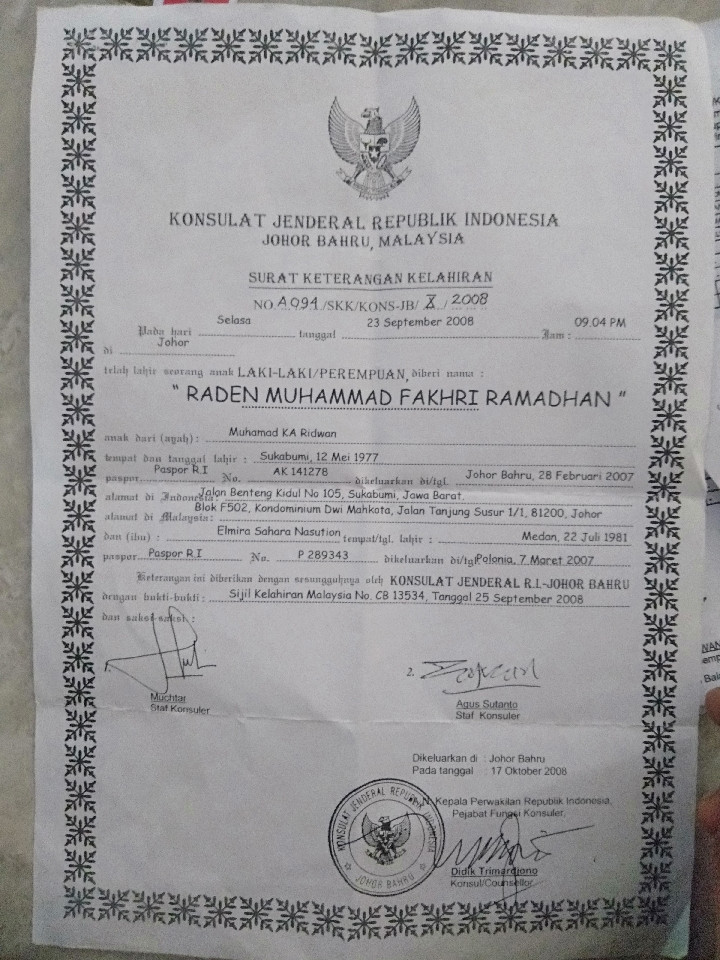 KONSULAT JENDERAL REPUBLIK INDONESIA
JOHOR BAHRU, MALAYSIA
SURAT KETERANGAN KELAHIRAN
NO. A094 /SKK/KONS-JB/ X / 2008
Pada hari Selasa tanggal 23 September 2008 Jam : 09.04 PM
di Johor
telah lahir seorang anak LAKI-LAKI/PEREMPUAN, diberi nama :
" RADEN MUHAMMAD FAKHRI RAMADHAN "
anak dari (ayah) : Muhamad KA Ridwan
tempat dan tanggal lahir : Sukabumi, 12 Mei 1977
paspor Paspor R.I No. AK 141278 dikeluarkan di/tgl. Johor Bahru, 28 Februari 2007
alamat di Indonesia: Jalan Benteng Kidul No 105, Sukabumi, Jawa Barat.
alamat di Malaysia: Blok F502, Kondominium Dwi Mahkota, Jalan Tanjung Susur 1/1, 81200, Johor
dan (ibu) : Elmira Sahara Nasution tempat/tgl. lahir : Medan, 22 Juli 1981
paspor Paspor R.I No. P 289343 dikeluarkan di/tgl Polonia, 7 Maret 2007
Keterangan ini diberikan dengan sesungguhnya oleh KONSULAT JENDERAL R.I.-JOHOR BAHRU
dengan bukti-bukti : Sijil Kelahiran Malaysia No. CB 13534, Tanggal 25 September 2008
dan saksi-saksi :
1.
Muchtar
Staf Konsuler
2.
Agus Sutanto
Staf Konsuler
Dikeluarkan di : Johor Bahru
Pada tanggal : 17 Oktober 2008
Kepala Perwakilan Republik Indonesia,
Pejabat Fungsi Konsuler,
KONSULAT JENDERAL REPUBLIK INDONESIA
JOHOR BAHRU
Didik Trimardjono
Konsul/Counsellor